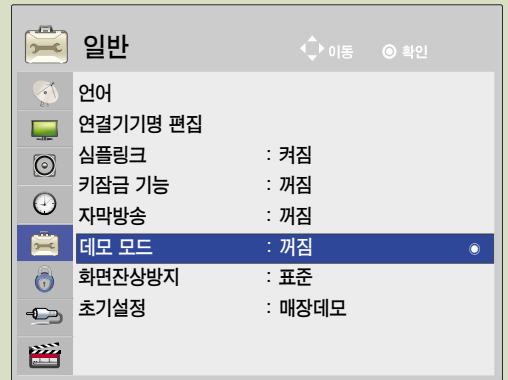 일반 이동 확인
언어
연결기기명 편집
심플링크 : 켜짐
키잠금 기능 : 꺼짐
자막방송 : 꺼짐
데모 모드 : 꺼짐
화면잔상방지 : 표준
초기설정 : 매장데모